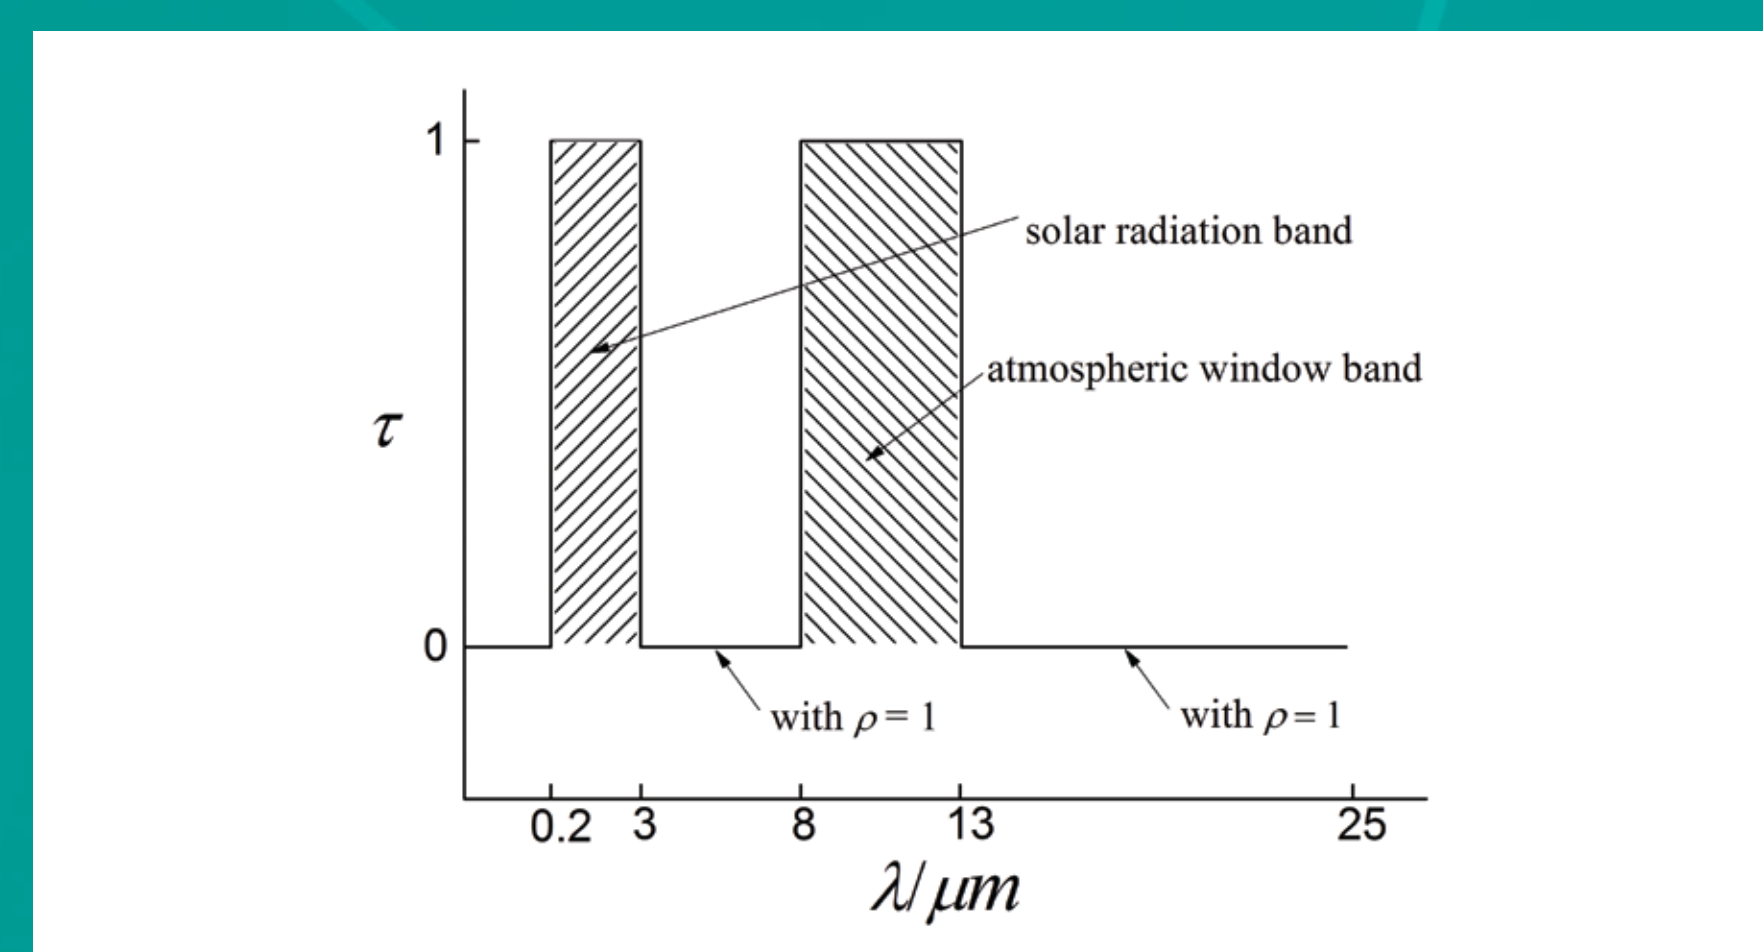 1
solar radiation band
atmospheric window band
τ
0
with ρ = 1
with ρ = 1
0.2 3 8 13 25
λ/μm